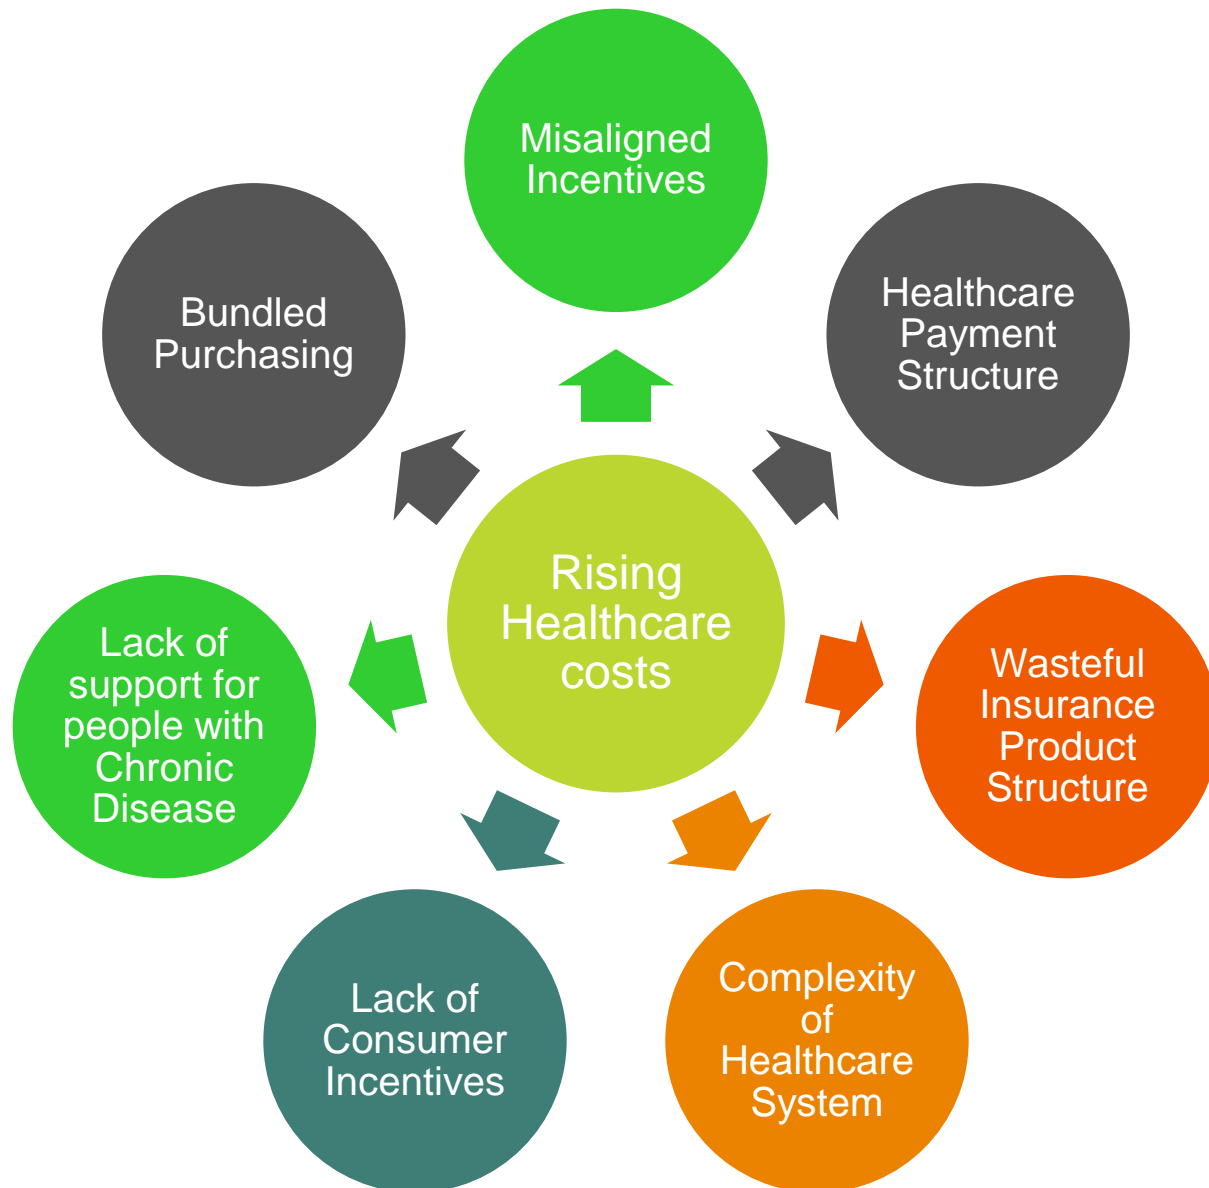 Misaligned
Incentives
Healthcare
Payment
Structure
Wasteful
Insurance
Product
Structure
Complexity
of
Healthcare
System
Lack of
Consumer
Incentives
Lack of
support for
people with
Chronic
Disease
Bundled
Purchasing
Rising
Healthcare
costs